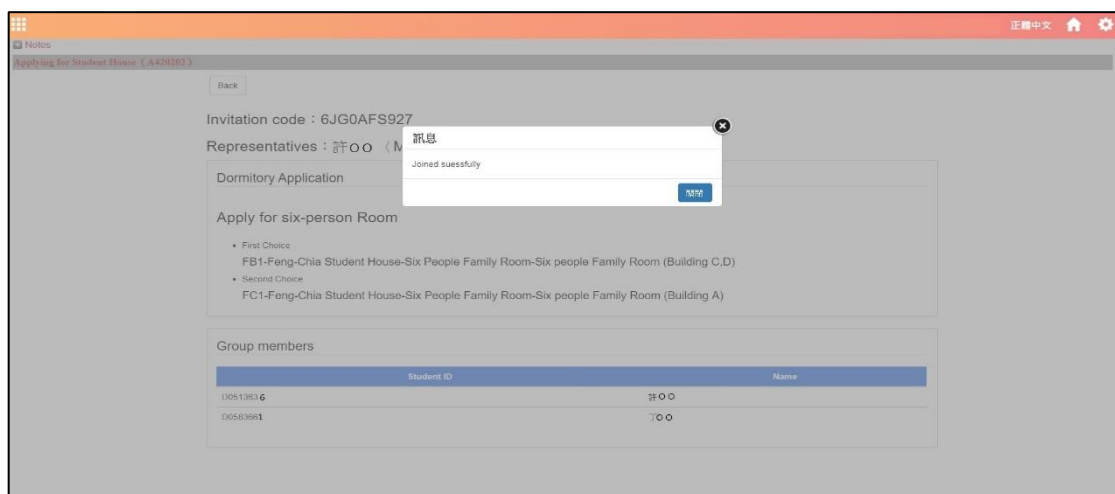 正體中文
Notes
Applying for Student House (A420202)
Back
Invitation code：6JG0AFS927
Representatives：許OO（M
訊息
Joined suessfully
關閉
Dormitory Application
Apply for six-person Room
• First Choice
FB1-Feng-Chia Student House-Six People Family Room-Six people Family Room (Building C,D)
• Second Choice
FC1-Feng-Chia Student House-Six People Family Room-Six people Family Room (Building A)
Group members
Student ID Name
D0513636 許OO
D0583661 丁OO